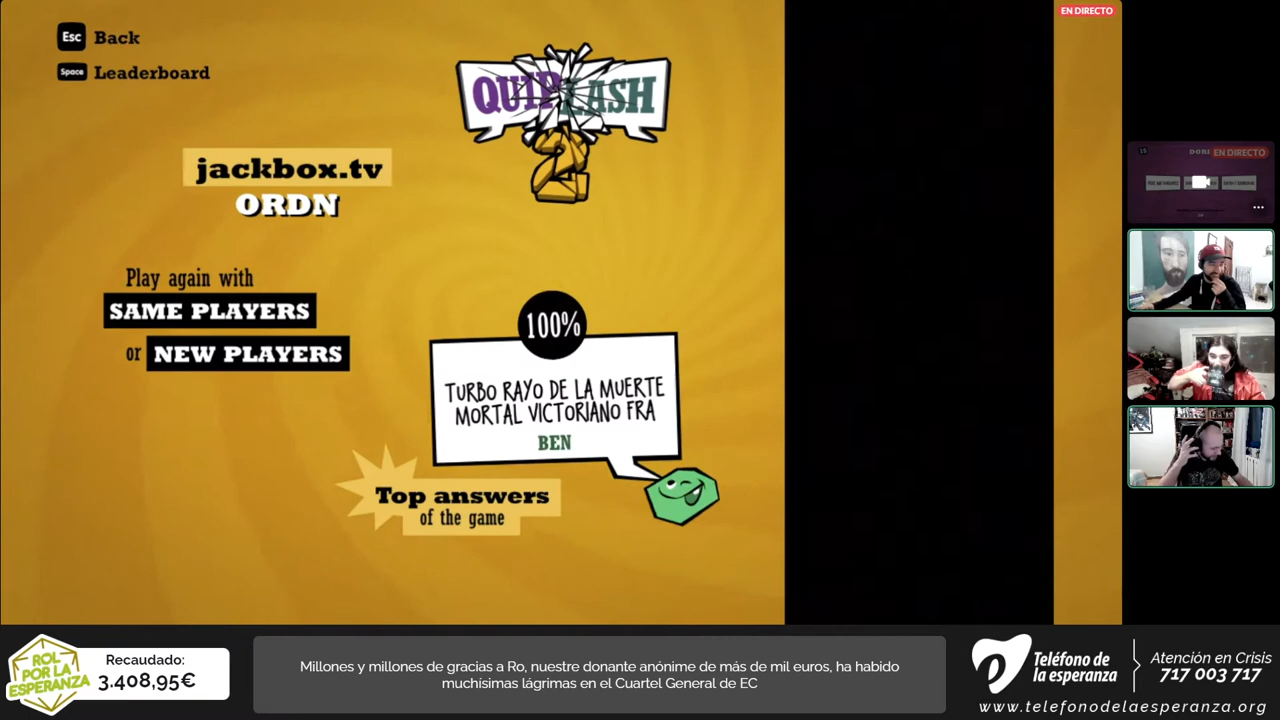 Esc Back
Space Leaderboard
QUIPLASH
2
jackbox.tv
ORDN
Play again with
SAME PLAYERS
or NEW PLAYERS
100%
TURBO RAYO DE LA MUERTE
MORTAL VICTORIANO FRA
BEN
Top answers
of the game
EN DIRECTO
15
EN DIRECTO
ROL
POR LA
ESPERANZA
Recaudado:
3.408,95€
Millones y millones de gracias a Ro, nuestre donante anónime de más de mil euros, ha habido
muchísimas lágrimas en el Cuartel General de EC
Teléfono de
la esperanza
Atención en Crisis
717 003 717
www.telefonodelaesperanza.org